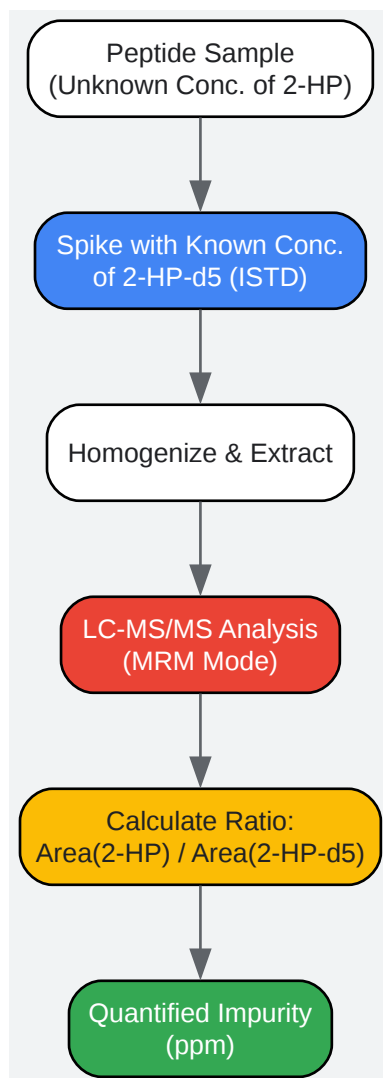 Peptide Sample
(Unknown Conc. of 2-HP)
Spike with Known Conc.
of 2-HP-d5 (ISTD)
Homogenize & Extract
LC-MS/MS Analysis
(MRM Mode)
Calculate Ratio:
Area(2-HP) / Area(2-HP-d5)
Quantified Impurity
(ppm)